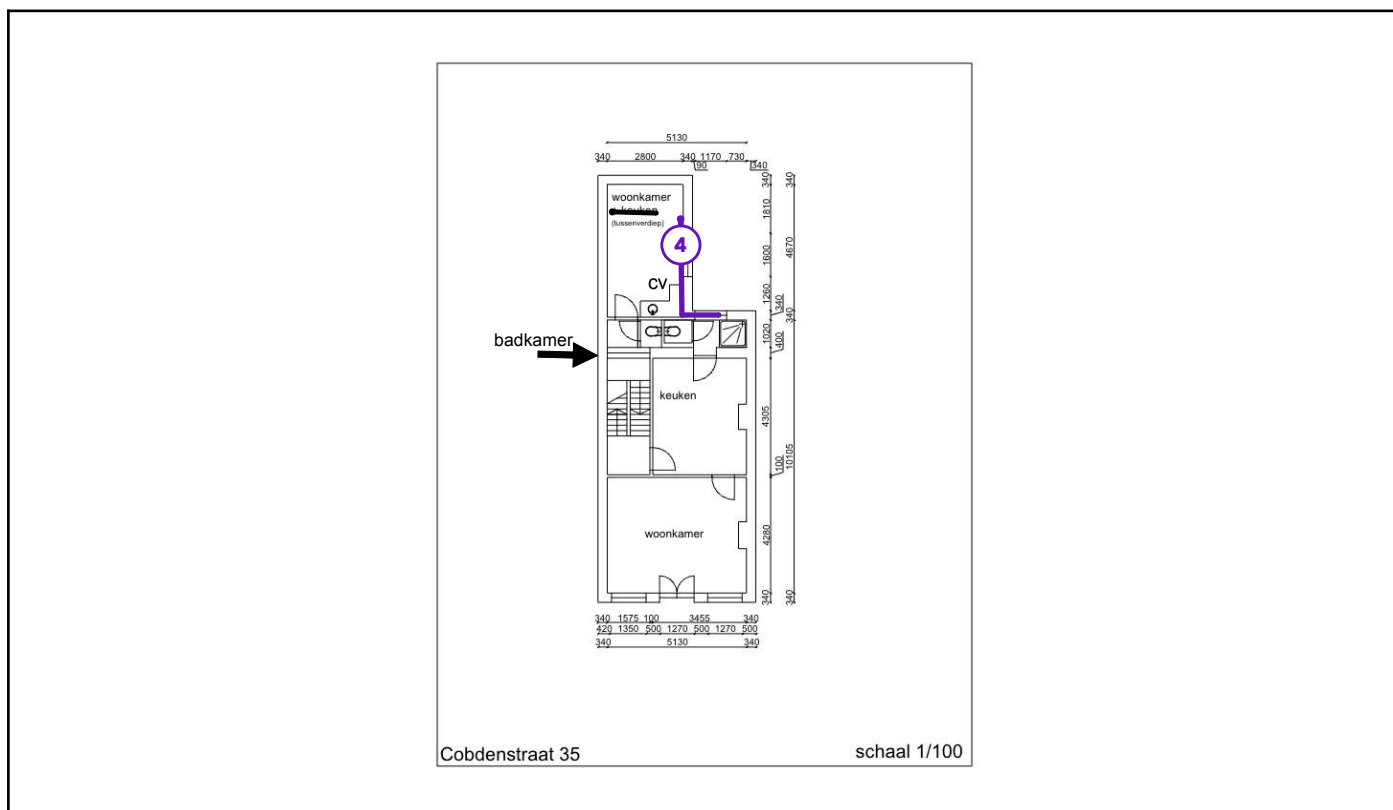 5130
340 2800 340 1170 730
90 340
woonkamer
(tussenverdiep)
4
CV
badkamer
keuken
woonkamer
340 1810 1600 1260 340 1020 400 4305 100 4280 340
340 4670 340 10105 340
340 1575 100 3455 340
420 1350 500 1270 500 1270 500
340 5130 340
Cobdenstraat 35
schaal 1/100